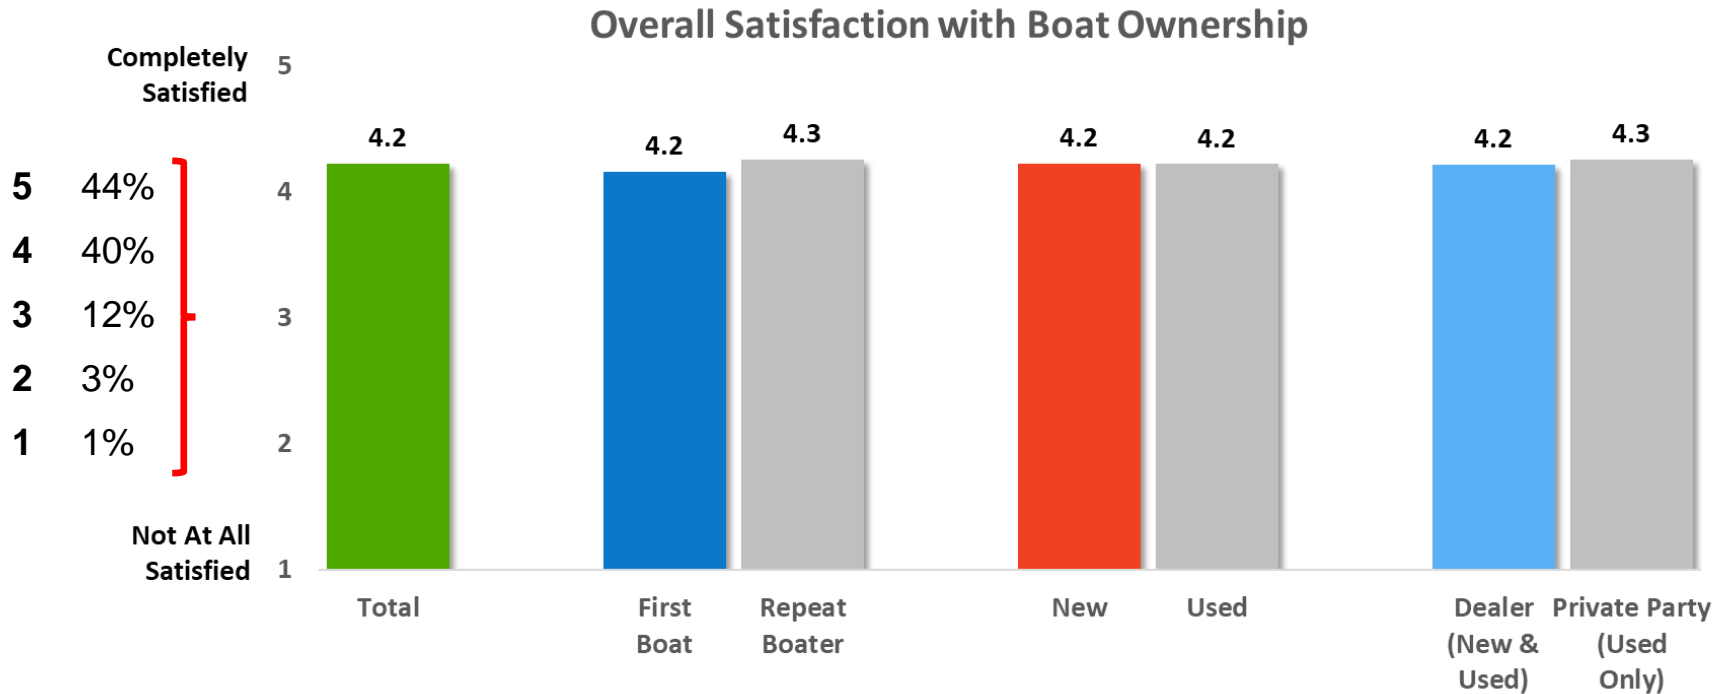 Overall Satisfaction with Boat Ownership
Completely
Satisfied
5 44%
4 40%
3 12%
2 3%
1 1%
Not At All
Satisfied
5
4
3
2
1
4.2
4.2
4.3
4.2
4.2
4.2
4.3
Total
First
Boat
Repeat
Boater
New
Used
Dealer
(New &
Used)
Private Party
(Used
Only)